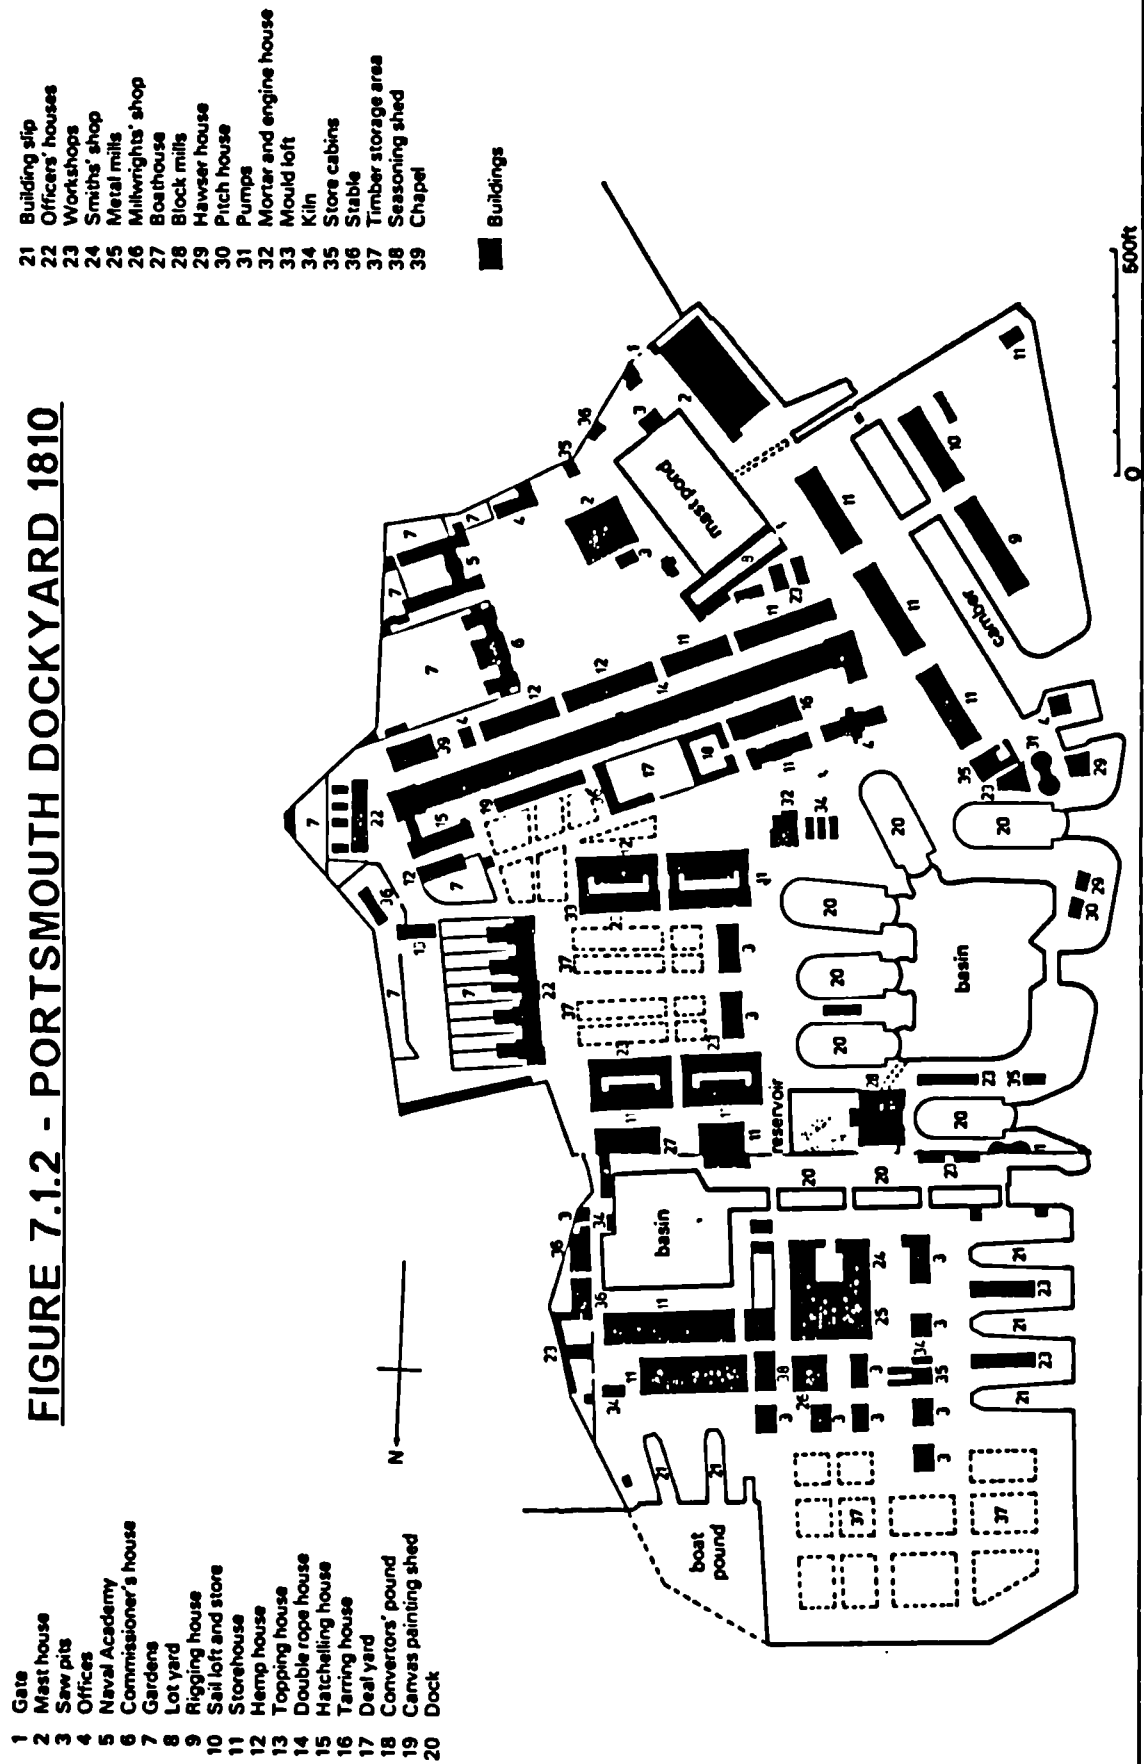 FIGURE 7.1.2 - PORTSMOUTH DOCKYARD 1810
1 Gate
2 Mast house
3 Saw pits
4 Offices
5 Naval Academy
6 Commissioner's house
7 Gardens
8 Lot yard
9 Rigging house
10 Sail loft and store
11 Storehouse
12 Hemp house
13 Topping house
14 Double rope house
15 Hatchelling house
16 Tarring house
17 Deal yard
18 Convertors' pound
19 Canvas painting shed
20 Dock
21 Building slip
22 Officers' houses
23 Workshops
24 Smiths' shop
25 Metal mills
26 Millwrights' shop
27 Boathouse
28 Block mills
29 Hawser house
30 Pitch house
31 Pumps
32 Mortar and engine house
33 Mould loft
34 Kiln
35 Store cabins
36 Stable
37 Timber storage area
38 Seasoning shed
39 Chapel
Buildings
N
boat
pound
basin
reservoir
basin
mast pond
camber
0 500ft